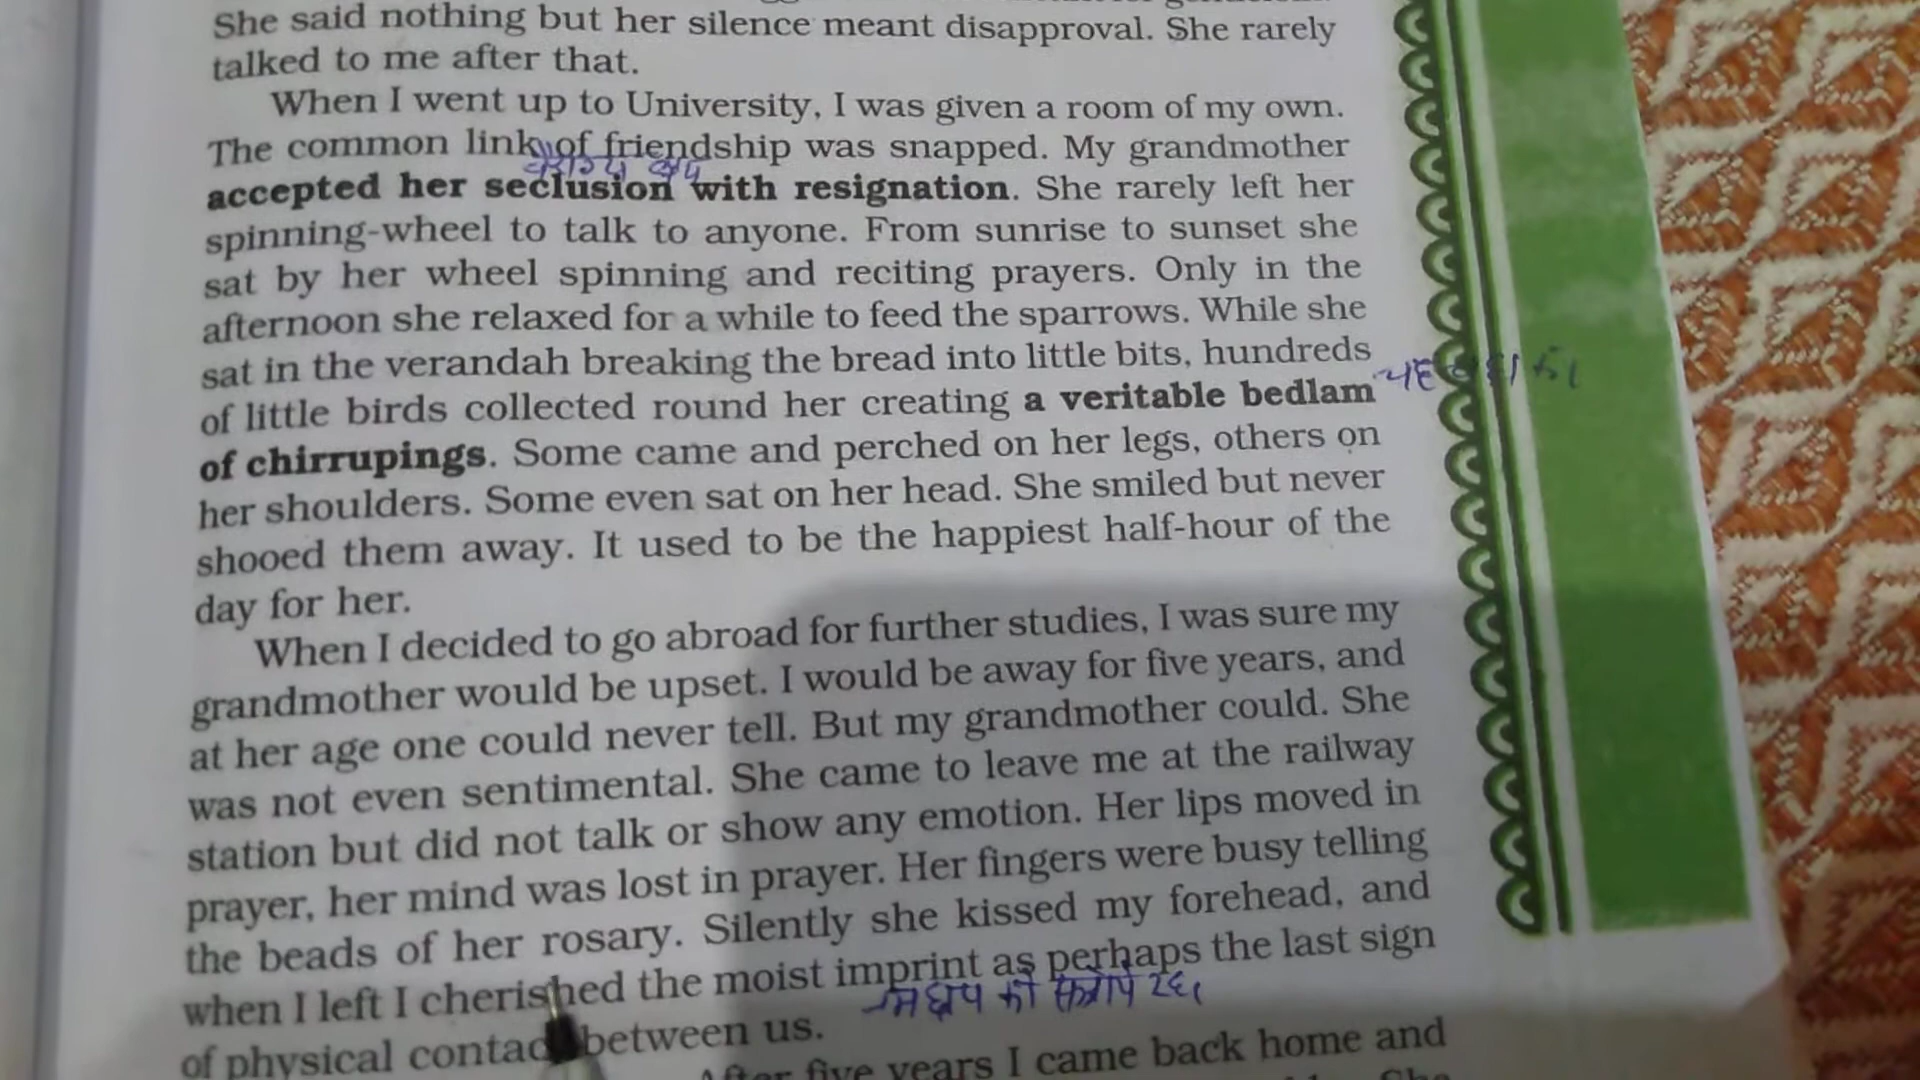 She said nothing but her silence meant disapproval. She rarely
talked to me after that.
When I went up to University, I was given a room of my own.
The common link of friendship was snapped. My grandmother
accepted her seclusion with resignation. She rarely left her
spinning-wheel to talk to anyone. From sunrise to sunset she
sat by her wheel spinning and reciting prayers. Only in the
afternoon she relaxed for a while to feed the sparrows. While she
sat in the verandah breaking the bread into little bits, hundreds
of little birds collected round her creating a veritable bedlam
of chirrupings. Some came and perched on her legs, others on
her shoulders. Some even sat on her head. She smiled but never
shooed them away. It used to be the happiest half-hour of the
day for her.
When I decided to go abroad for further studies, I was sure my
grandmother would be upset. I would be away for five years, and
at her age one could never tell. But my grandmother could. She
was not even sentimental. She came to leave me at the railway
station but did not talk or show any emotion. Her lips moved in
prayer, her mind was lost in prayer. Her fingers were busy telling
the beads of her rosary. Silently she kissed my forehead, and
when I left I cherished the moist imprint as perhaps the last sign
of physical contact between us.
After five years I came back home and